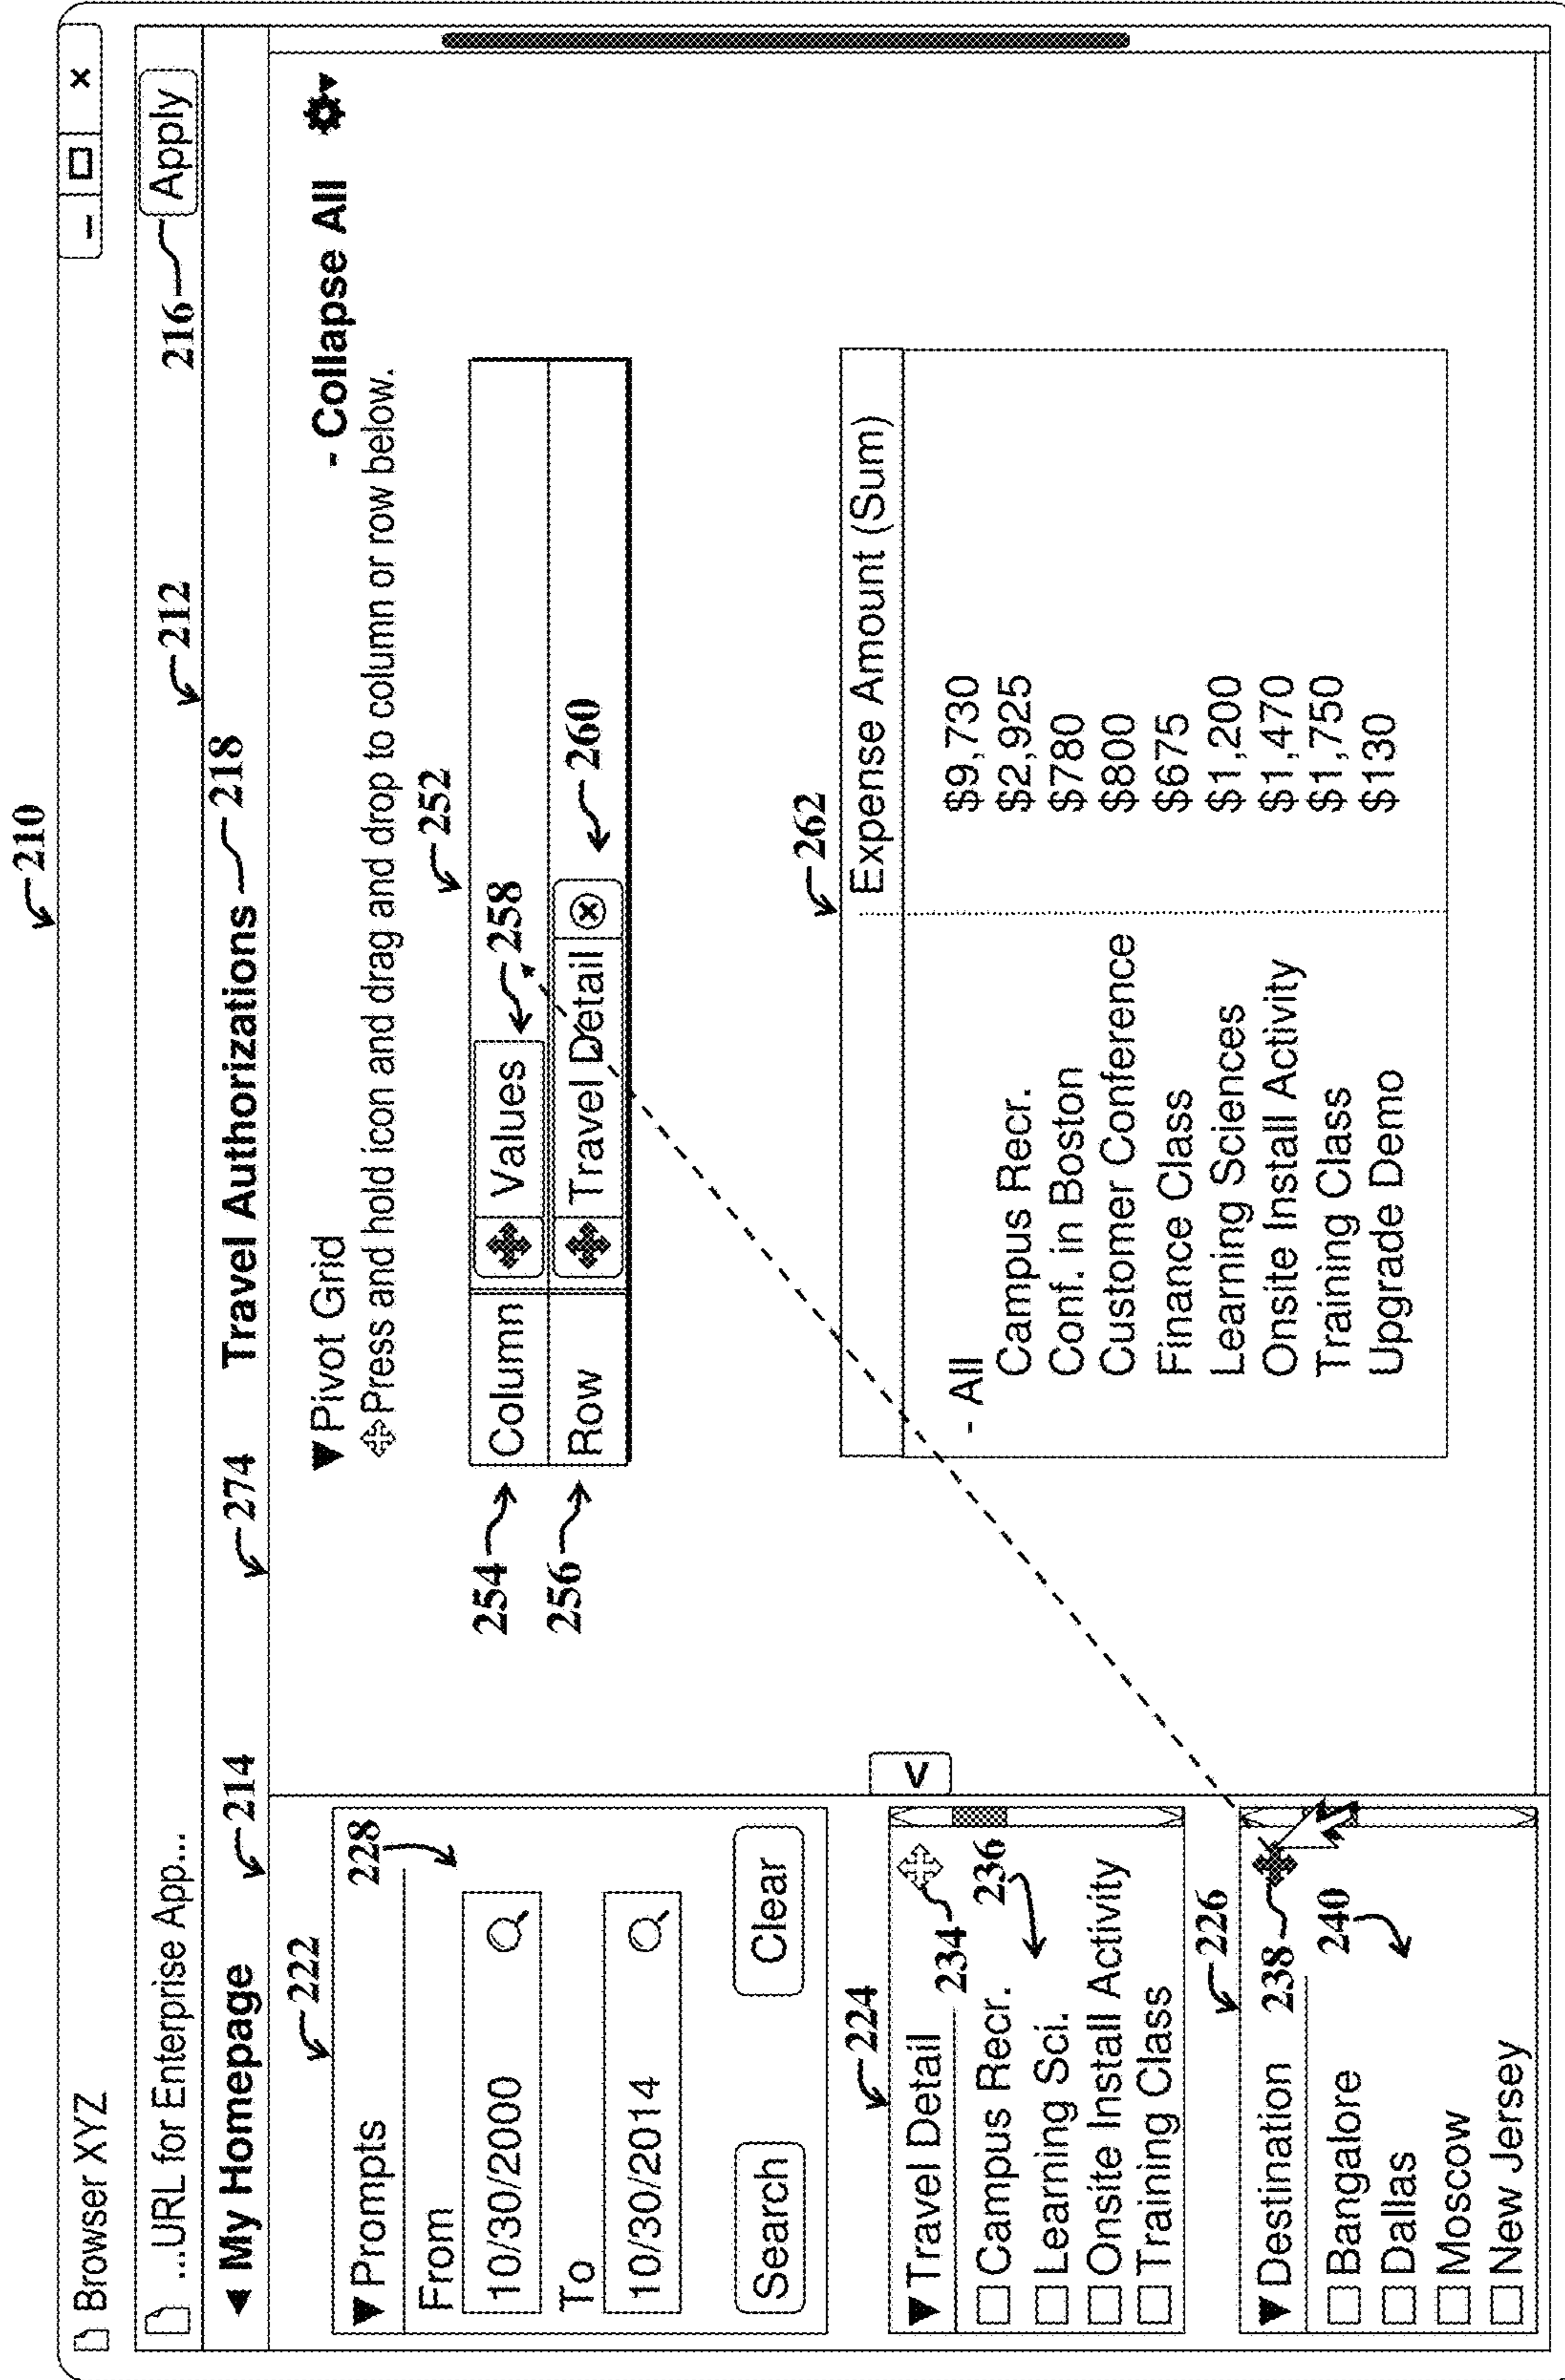 210
Browser XYZ
_ □ ×
...URL for Enterprise App...
212
216
Apply
My Homepage
214
274
Travel Authorizations
218
222
Prompts
228
From
10/30/2000
To
10/30/2014
Search
Clear
224
Travel Detail
234
236
Campus Recr.
Learning Sci.
Onsite Install Activity
Training Class
226
Destination
238
240
Bangalore
Dallas
Moscow
New Jersey
<
Pivot Grid
- Collapse All
Press and hold icon and drag and drop to column or row below.
252
254
Column
Values
258
256
Row
Travel Detail
260
262
Expense Amount (Sum)
- All $9,730
Campus Recr. $2,925
Conf. in Boston $780
Customer Conference $800
Finance Class $675
Learning Sciences $1,200
Onsite Install Activity $1,470
Training Class $1,750
Upgrade Demo $130